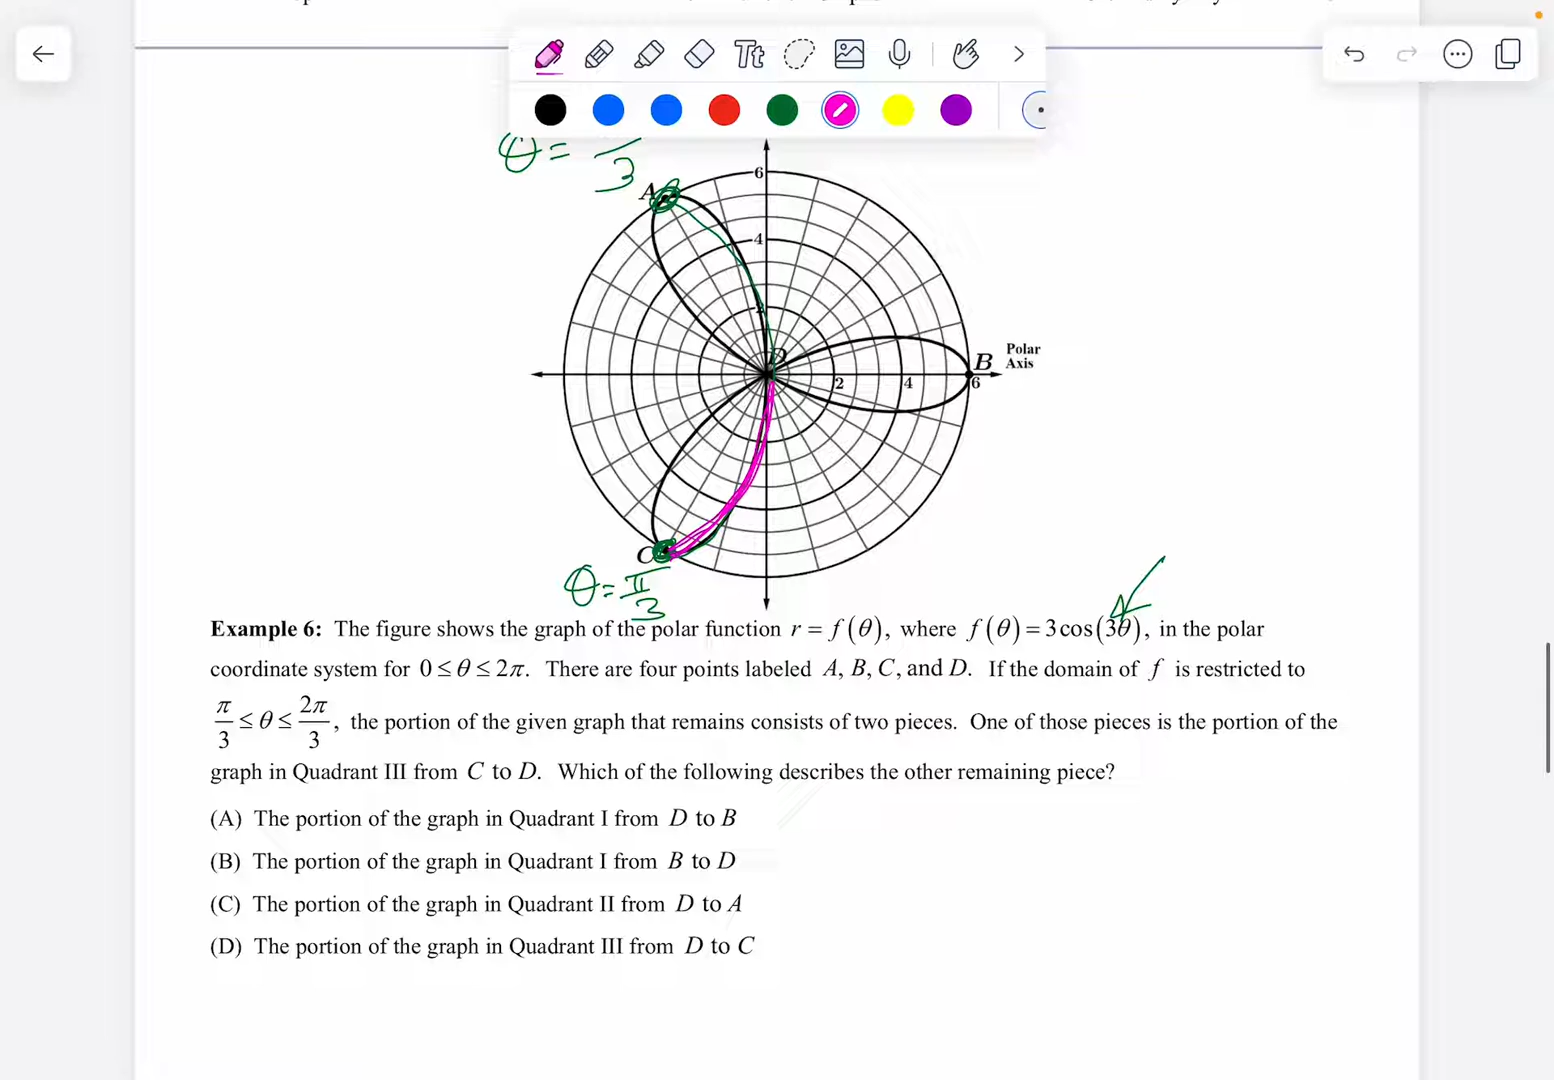 Tt
θ = 
3
A
6
4
2
D
B
Polar
Axis
2
4
6
C
θ = π/3
Example 6: The figure shows the graph of the polar function r = f(θ), where f(θ) = 3cos(3θ), in the polar
coordinate system for 0 ≤ θ ≤ 2π. There are four points labeled A, B, C, and D. If the domain of f is restricted to
π/3 ≤ θ ≤ 2π/3, the portion of the given graph that remains consists of two pieces. One of those pieces is the portion of the
graph in Quadrant III from C to D. Which of the following describes the other remaining piece?
(A) The portion of the graph in Quadrant I from D to B
(B) The portion of the graph in Quadrant I from B to D
(C) The portion of the graph in Quadrant II from D to A
(D) The portion of the graph in Quadrant III from D to C